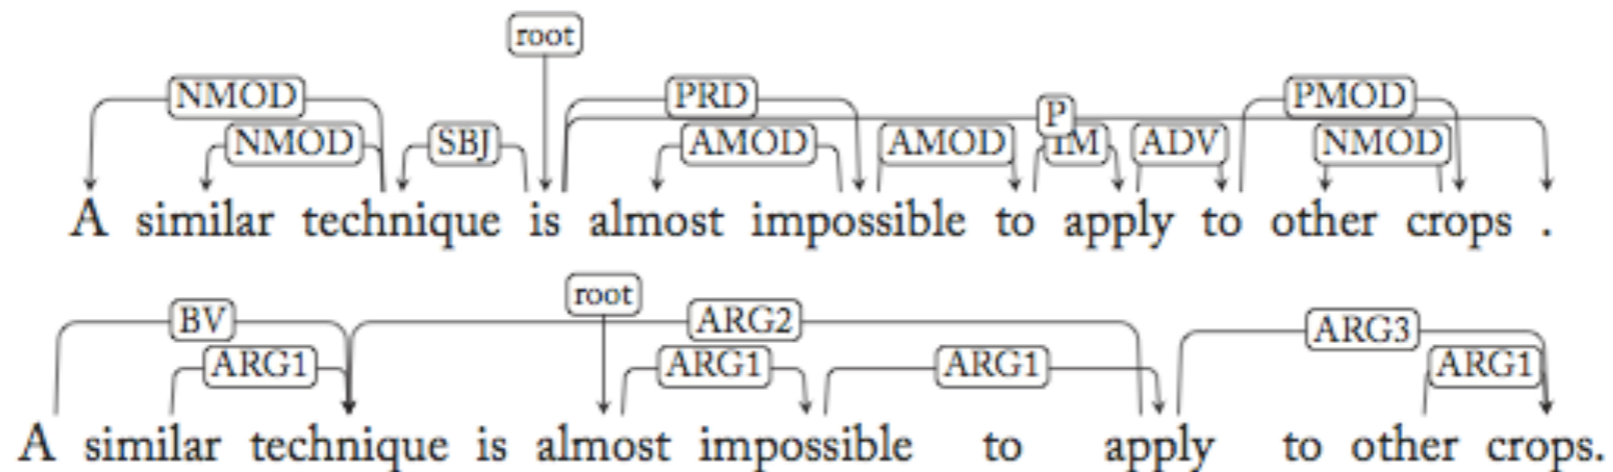 root
NMOD PRD PMOD
P
NMOD SBJ AMOD AMOD IM ADV NMOD
A similar technique is almost impossible to apply to other crops .
root
BV ARG2 ARG3
ARG1 ARG1 ARG1 ARG1
A similar technique is almost impossible to apply to other crops.